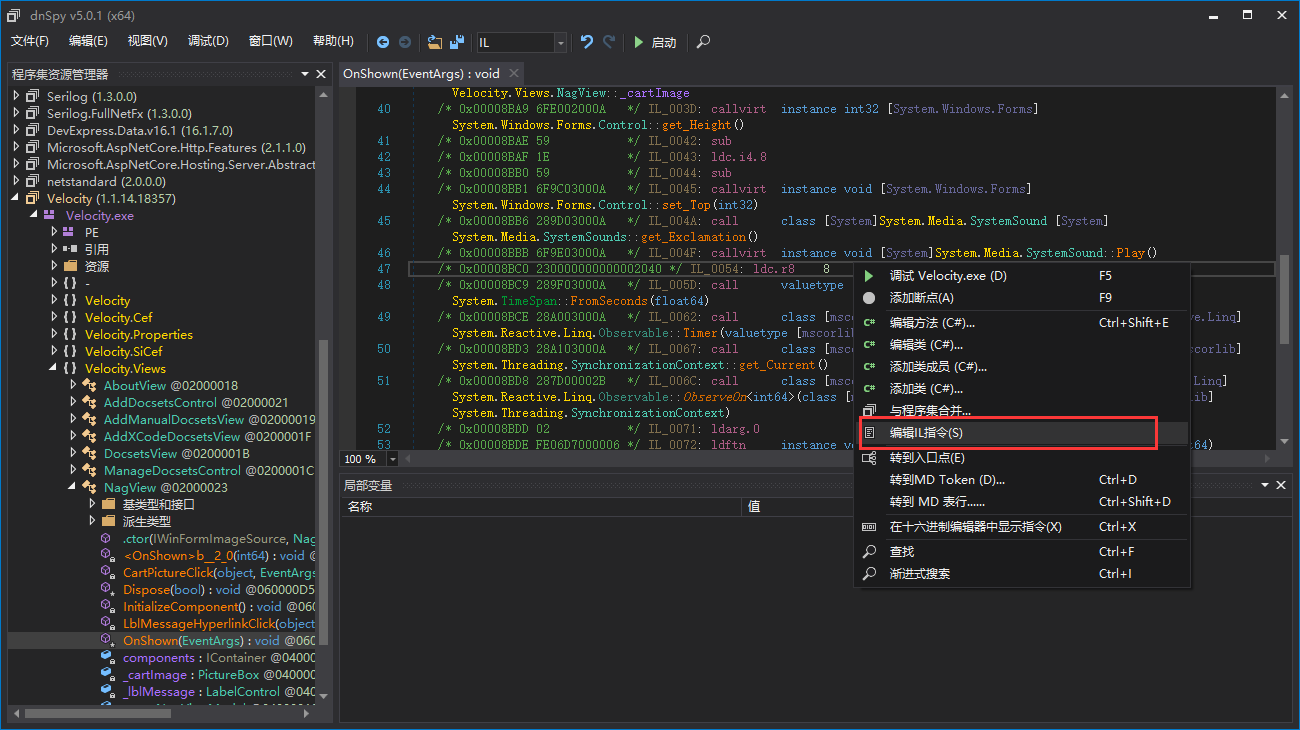 dnSpy v5.0.1 (x64)
文件(F) 编辑(E) 视图(V) 调试(D) 窗口(W) 帮助(H) IL 启动
程序集资源管理器
Serilog (1.3.0.0)
Serilog.FullNetFx (1.3.0.0)
DevExpress.Data.v16.1 (16.1.7.0)
Microsoft.AspNetCore.Http.Features (2.1.1.0)
Microsoft.AspNetCore.Hosting.Server.Abstract
netstandard (2.0.0.0)
Velocity (1.1.14.18357)
Velocity.exe
PE
引用
资源
{ } -
{ } Velocity
{ } Velocity.Cef
{ } Velocity.Properties
{ } Velocity.SiCef
{ } Velocity.Views
AboutView @02000018
AddDocsetsControl @02000021
AddManualDocsetsView @02000019
AddXCodeDocsetsView @0200001F
DocsetsView @0200001B
ManageDocsetsControl @0200001C
NagView @02000023
基类型和接口
派生类型
.ctor(IWinFormImageSource, Nag
<OnShown>b__2_0(int64) : void @
CartPictureClick(object, EventArgs
Dispose(bool) : void @060000D5
InitializeComponent() : void @060
LblMessageHyperlinkClick(object
OnShown(EventArgs) : void @060
components : IContainer @04000
_cartImage : PictureBox @040000
_lblMessage : LabelControl @040
OnShown(EventArgs) : void
Velocity.Views.NagView::_cartImage
40 /* 0x00008BA9 6FE002000A */ IL_003D: callvirt instance int32 [System.Windows.Forms]
System.Windows.Forms.Control::get_Height()
41 /* 0x00008BAE 59 */ IL_0042: sub
42 /* 0x00008BAF 1E */ IL_0043: ldc.i4.8
43 /* 0x00008BB0 59 */ IL_0044: sub
44 /* 0x00008BB1 6F9C03000A */ IL_0045: callvirt instance void [System.Windows.Forms]
System.Windows.Forms.Control::set_Top(int32)
45 /* 0x00008BB6 289D03000A */ IL_004A: call class [System]System.Media.SystemSound [System]
System.Media.SystemSounds::get_Exclamation()
46 /* 0x00008BBB 6F9E03000A */ IL_004F: callvirt instance void [System]System.Media.SystemSound::Play()
47 /* 0x00008BC0 230000000000002040 */ IL_0054: ldc.r8 8
48 /* 0x00008BC9 289F03000A */ IL_005D: call valuetype
System.TimeSpan::FromSeconds(float64)
49 /* 0x00008BCE 28A003000A */ IL_0062: call class [ms e.Linq]
System.Reactive.Linq.Observable::Timer(valuetype [mscorlib
50 /* 0x00008BD3 28A103000A */ IL_0067: call class [ms corlib]
System.Threading.SynchronizationContext::get_Current()
51 /* 0x00008BD8 287D00002B */ IL_006C: call class [ms Linq]
System.Reactive.Linq.Observable::ObserveOn<int64>(class [ ib]
System.Threading.SynchronizationContext)
52 /* 0x00008BDD 02 */ IL_0071: ldarg.0
53 /* 0x00008BDE FE06D7000006 */ IL_0072: ldftn instance vo 64)
100 %
调试 Velocity.exe (D) F5
添加断点(A) F9
编辑方法 (C#)... Ctrl+Shift+E
编辑类 (C#)...
添加类成员 (C#)...
添加类 (C#)...
与程序集合并...
编辑IL指令(S)
转到入口点(E)
转到MD Token (D)... Ctrl+D
转到 MD 表行...... Ctrl+Shift+D
在十六进制编辑器中显示指令(X) Ctrl+X
查找 Ctrl+F
渐进式搜索 Ctrl+I
局部变量
名称 值